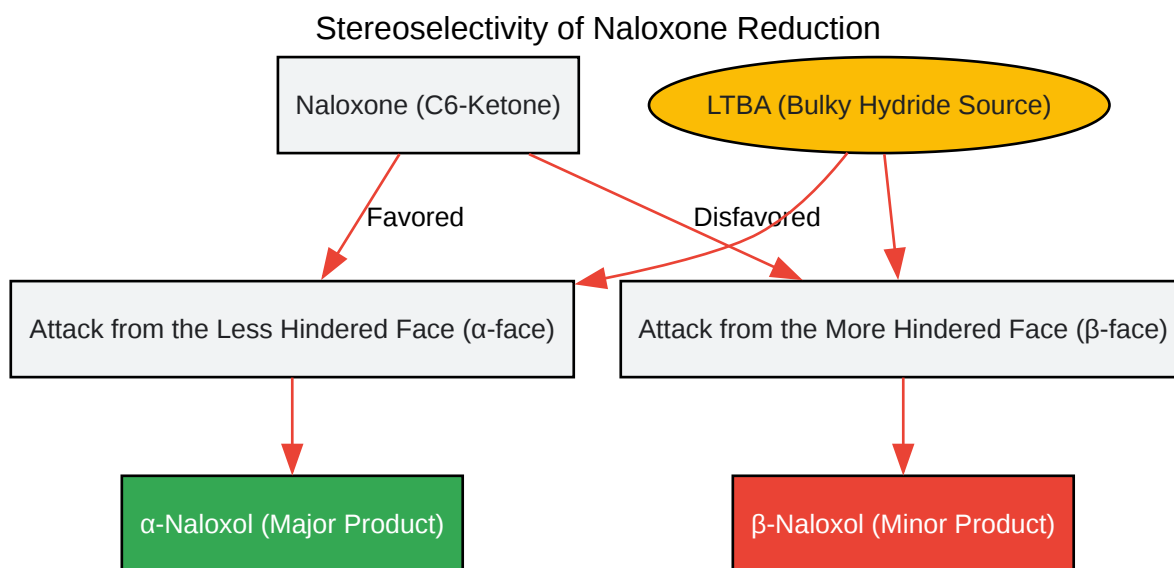 Stereoselectivity of Naloxone Reduction
Naloxone (C6-Ketone)
LTBA (Bulky Hydride Source)
Favored
Disfavored
Attack from the Less Hindered Face (α-face)
Attack from the More Hindered Face (β-face)
α-Naloxol (Major Product)
β-Naloxol (Minor Product)